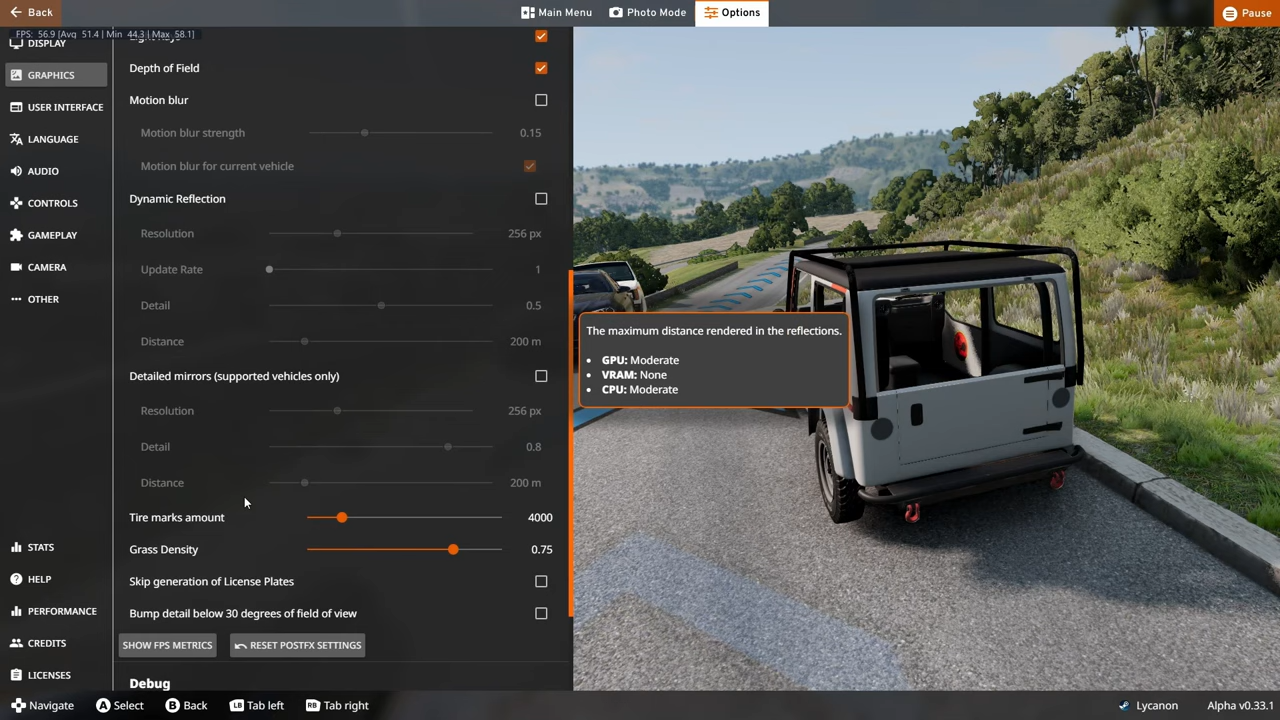 Back
Main Menu
Photo Mode
Options
Pause
FPS: 56.9 [Avg 51.4 | Min 44.3 | Max 58.1]
DISPLAY
GRAPHICS
USER INTERFACE
LANGUAGE
AUDIO
CONTROLS
GAMEPLAY
CAMERA
OTHER
STATS
HELP
PERFORMANCE
CREDITS
LICENSES
Depth of Field
Motion blur
Motion blur strength 0.15
Motion blur for current vehicle
Dynamic Reflection
Resolution 256 px
Update Rate 1
Detail 0.5
Distance 200 m
Detailed mirrors (supported vehicles only)
Resolution 256 px
Detail 0.8
Distance 200 m
Tire marks amount 4000
Grass Density 0.75
Skip generation of License Plates
Bump detail below 30 degrees of field of view
SHOW FPS METRICS
RESET POSTFX SETTINGS
Debug
The maximum distance rendered in the reflections.
• GPU: Moderate
• VRAM: None
• CPU: Moderate
Navigate
A Select
B Back
LB Tab left
RB Tab right
Lycanon
Alpha v0.33.1